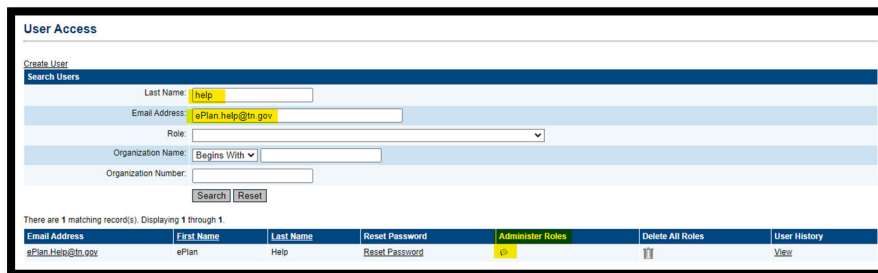 User Access
Create User
Search Users
Last Name: help
Email Address: ePlan.help@tn.gov
Role:
Organization Name: Begins With
Organization Number:
Search Reset
There are 1 matching record(s). Displaying 1 through 1.
Email Address First Name Last Name Reset Password Administer Roles Delete All Roles User History
ePlan.Help@tn.gov ePlan Help Reset Password View